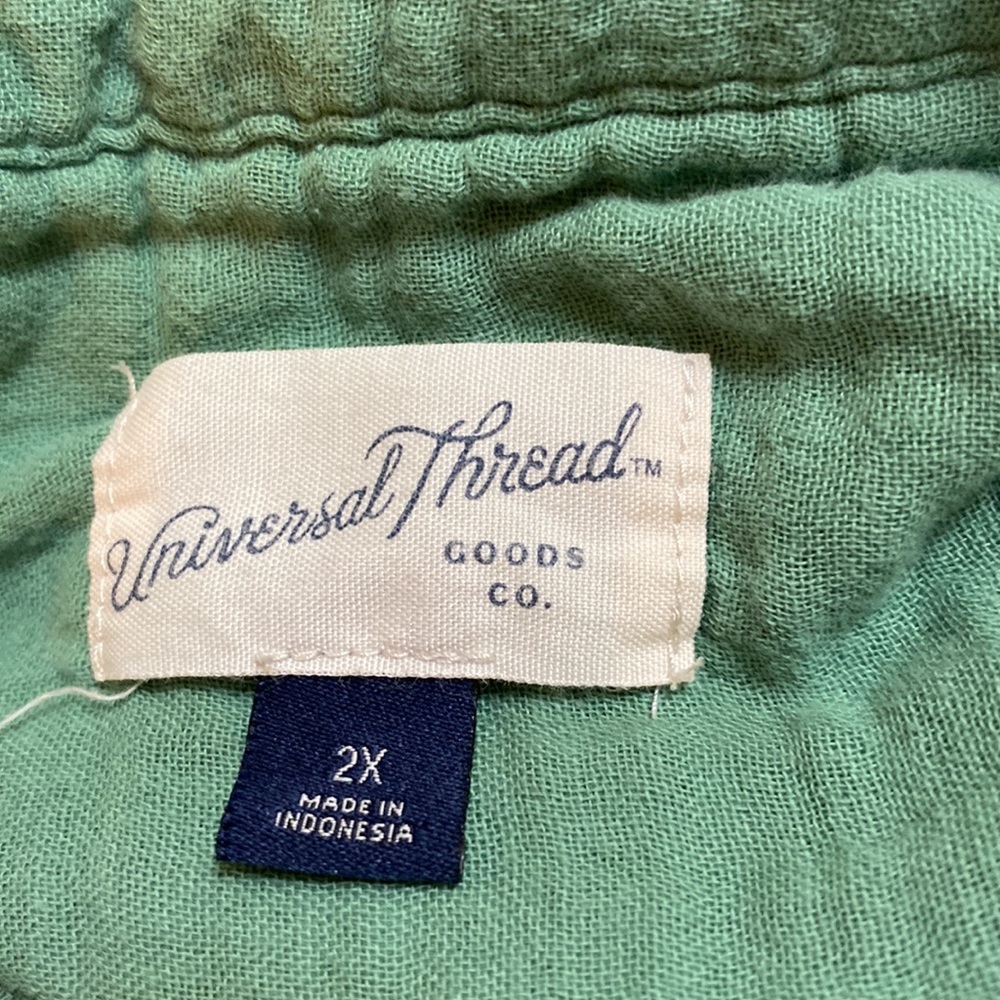 Universal Thread™
GOODS
CO.
2X
MADE IN
INDONESIA